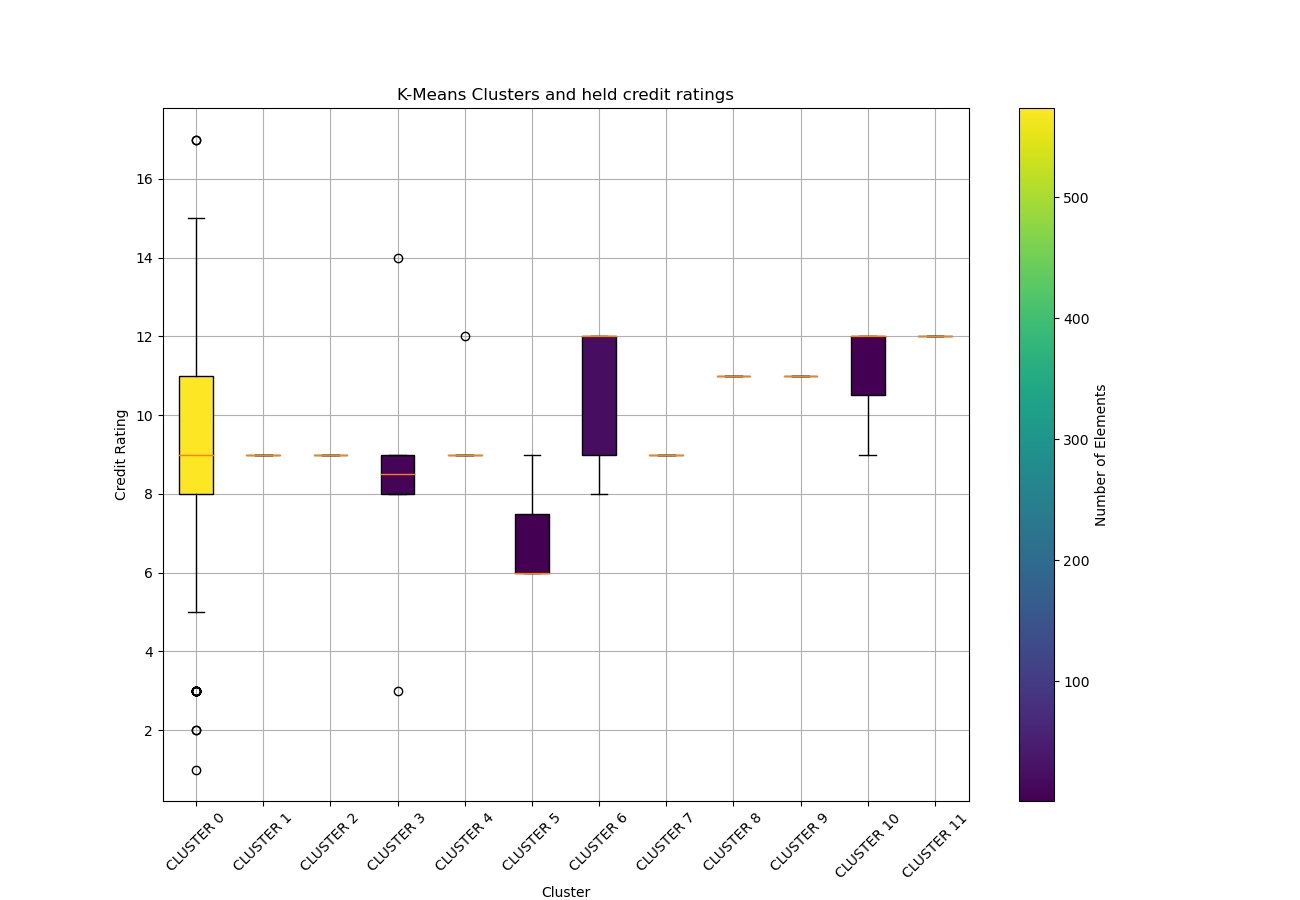 K-Means Clusters and held credit ratings
Credit Rating
16
14
12
10
8
6
4
2
CLUSTER 0
CLUSTER 1
CLUSTER 2
CLUSTER 3
CLUSTER 4
CLUSTER 5
CLUSTER 6
CLUSTER 7
CLUSTER 8
CLUSTER 9
CLUSTER 10
CLUSTER 11
Cluster
500
400
300
200
100
Number of Elements